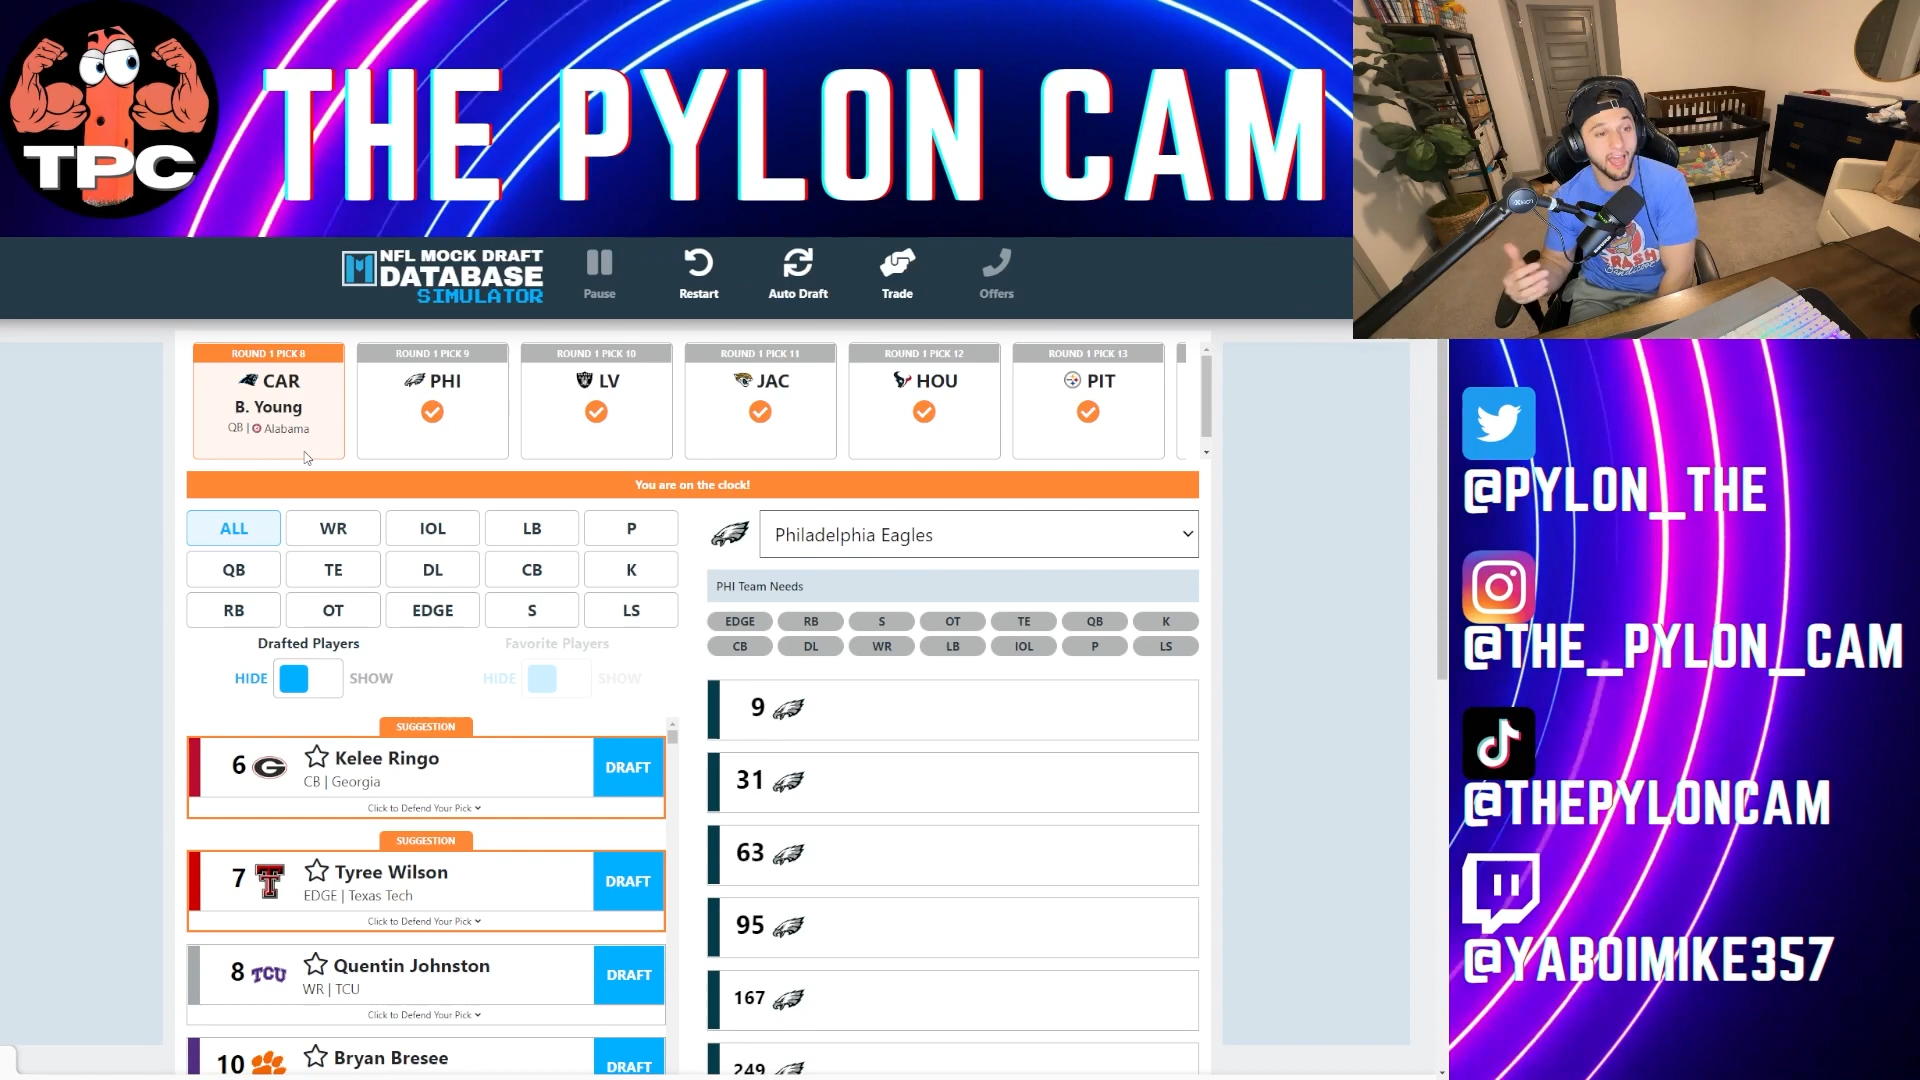 TPC
THE PYLON CAM
NFL MOCK DRAFT
DATABASE
SIMULATOR
Pause
Restart
Auto Draft
Trade
Offers
ROUND 1 PICK 8
CAR
B. Young
QB | Alabama
ROUND 1 PICK 9
PHI
ROUND 1 PICK 10
LV
ROUND 1 PICK 11
JAC
ROUND 1 PICK 12
HOU
ROUND 1 PICK 13
PIT
You are on the clock!
ALL WR IOL LB P
QB TE DL CB K
RB OT EDGE S LS
Drafted Players
HIDE SHOW
Favorite Players
HIDE SHOW
SUGGESTION
6 Kelee Ringo
CB | Georgia
DRAFT
Click to Defend Your Pick
SUGGESTION
7 Tyree Wilson
EDGE | Texas Tech
DRAFT
Click to Defend Your Pick
8 TCU Quentin Johnston
WR | TCU
DRAFT
Click to Defend Your Pick
10 Bryan Bresee
DRAFT
Philadelphia Eagles
PHI Team Needs
EDGE RB S OT TE QB K
CB DL WR LB IOL P LS
9
31
63
95
167
249
@PYLON_THE
@THE_PYLON_CAM
@THEPYLONCAM
@YABOIMIKE357